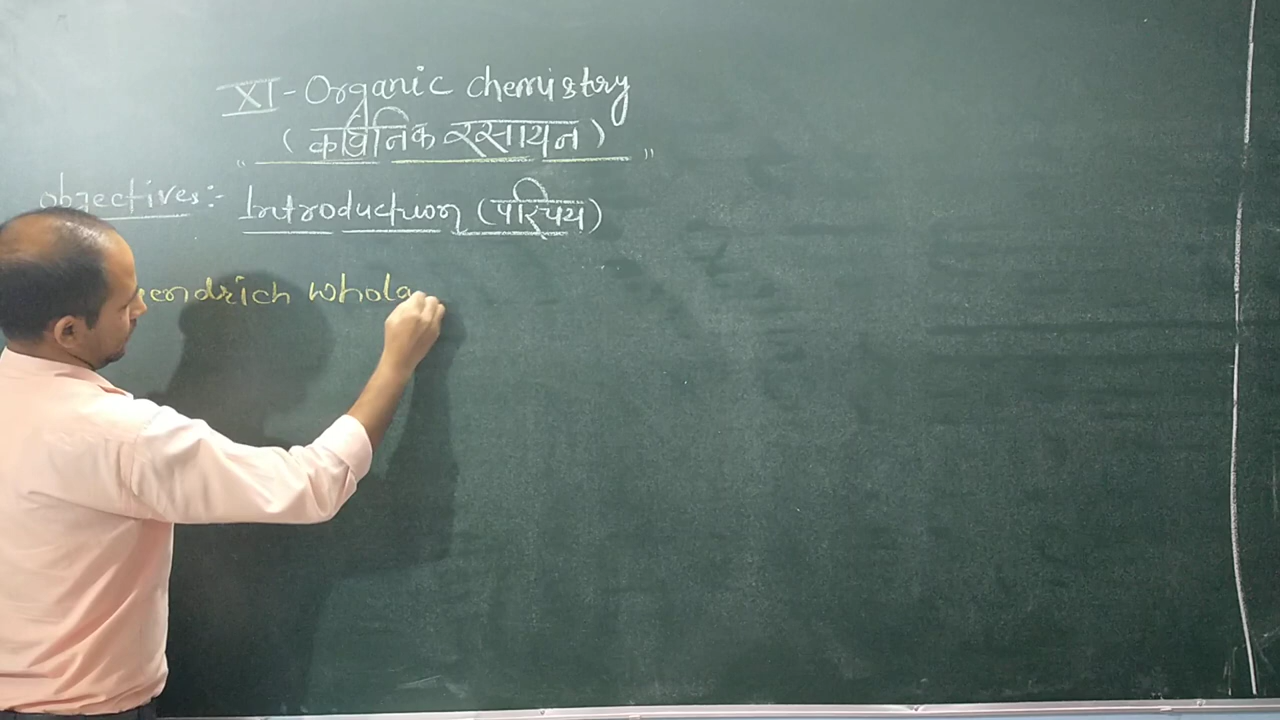 XI - Organic chemistry
(कार्बनिक रसायन)
" "
objectives:- Introduction (परिचय)
endrich whola